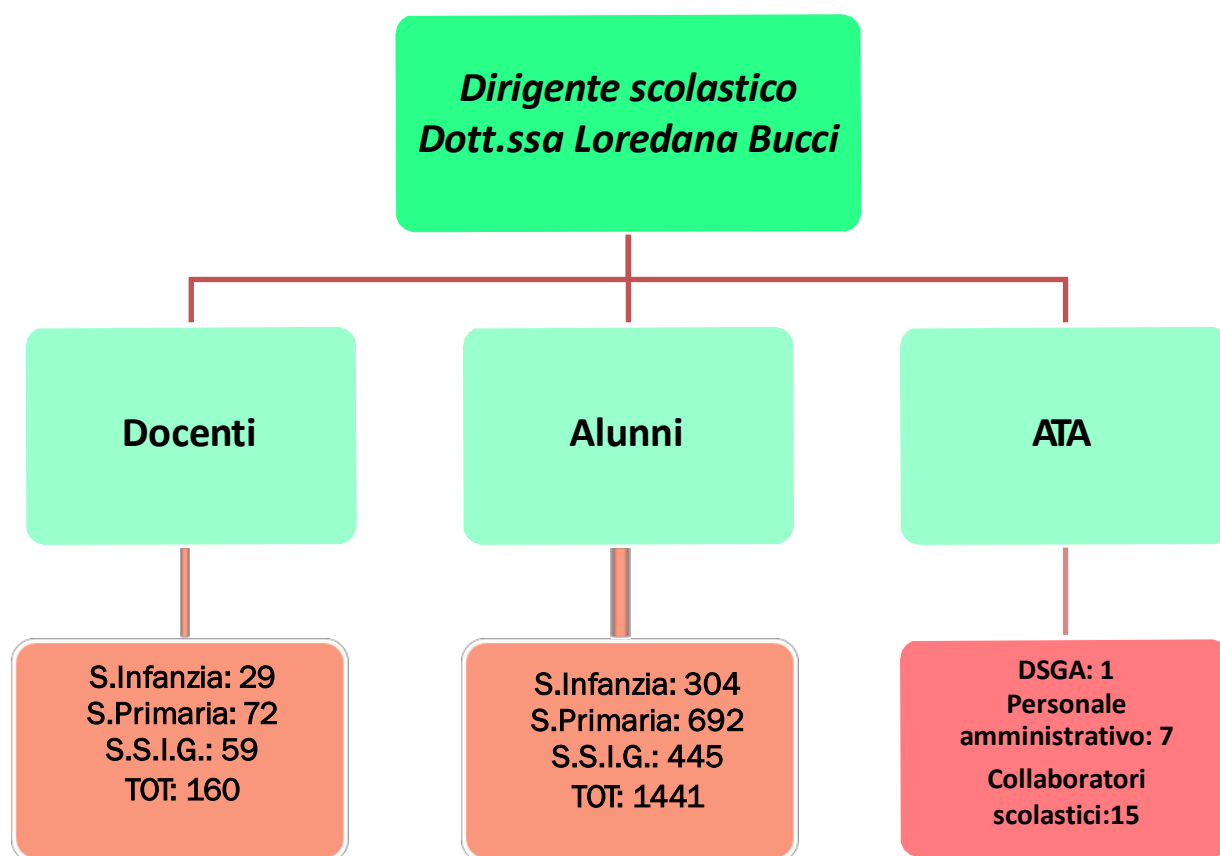 Dirigente scolastico
Dott.ssa Loredana Bucci
Docenti
Alunni
ATA
S.Infanzia: 29
S.Primaria: 72
S.S.I.G.: 59
TOT: 160
S.Infanzia: 304
S.Primaria: 692
S.S.I.G.: 445
TOT: 1441
DSGA: 1
Personale
amministrativo: 7
Collaboratori
scolastici:15